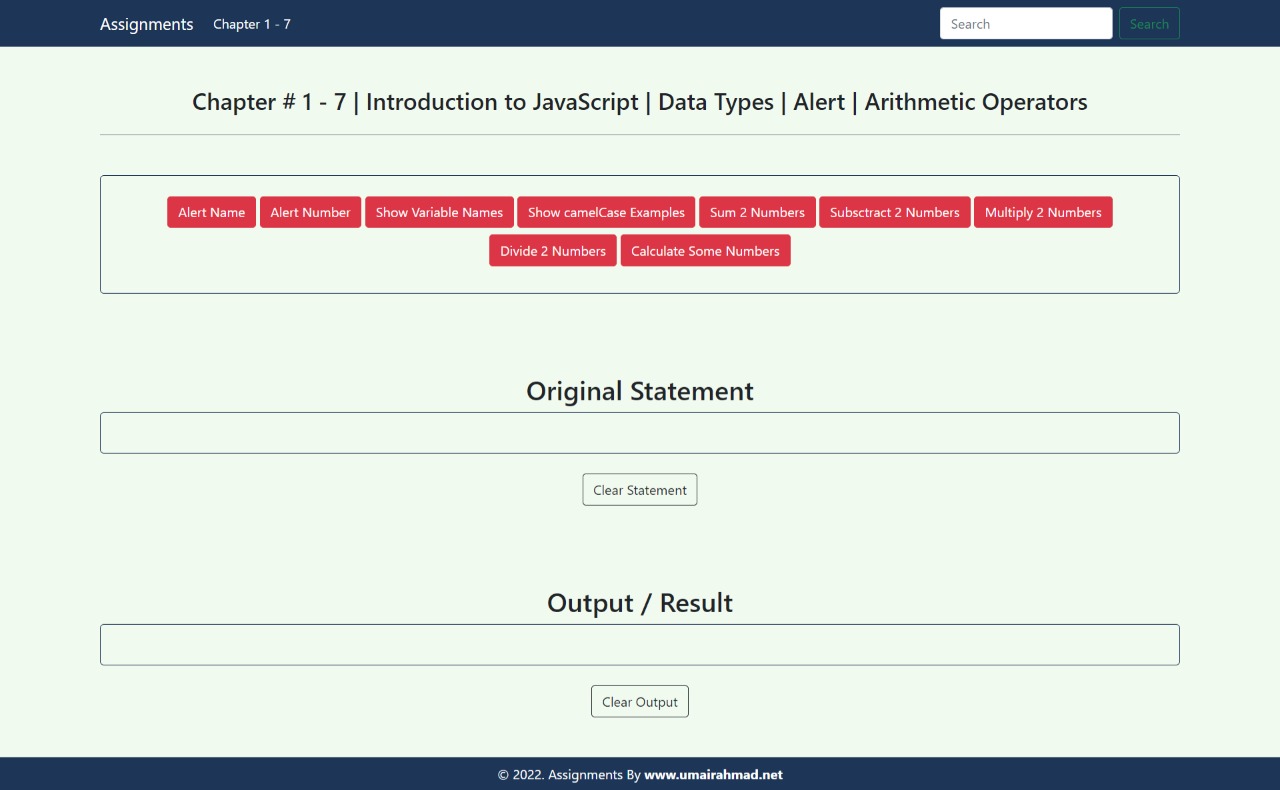 Assignments Chapter 1 - 7 Search Search
Chapter # 1 - 7 | Introduction to JavaScript | Data Types | Alert | Arithmetic Operators
Alert Name Alert Number Show Variable Names Show camelCase Examples Sum 2 Numbers Subsctract 2 Numbers Multiply 2 Numbers
Divide 2 Numbers Calculate Some Numbers
Original Statement
Clear Statement
Output / Result
Clear Output
© 2022. Assignments By www.umairahmad.net